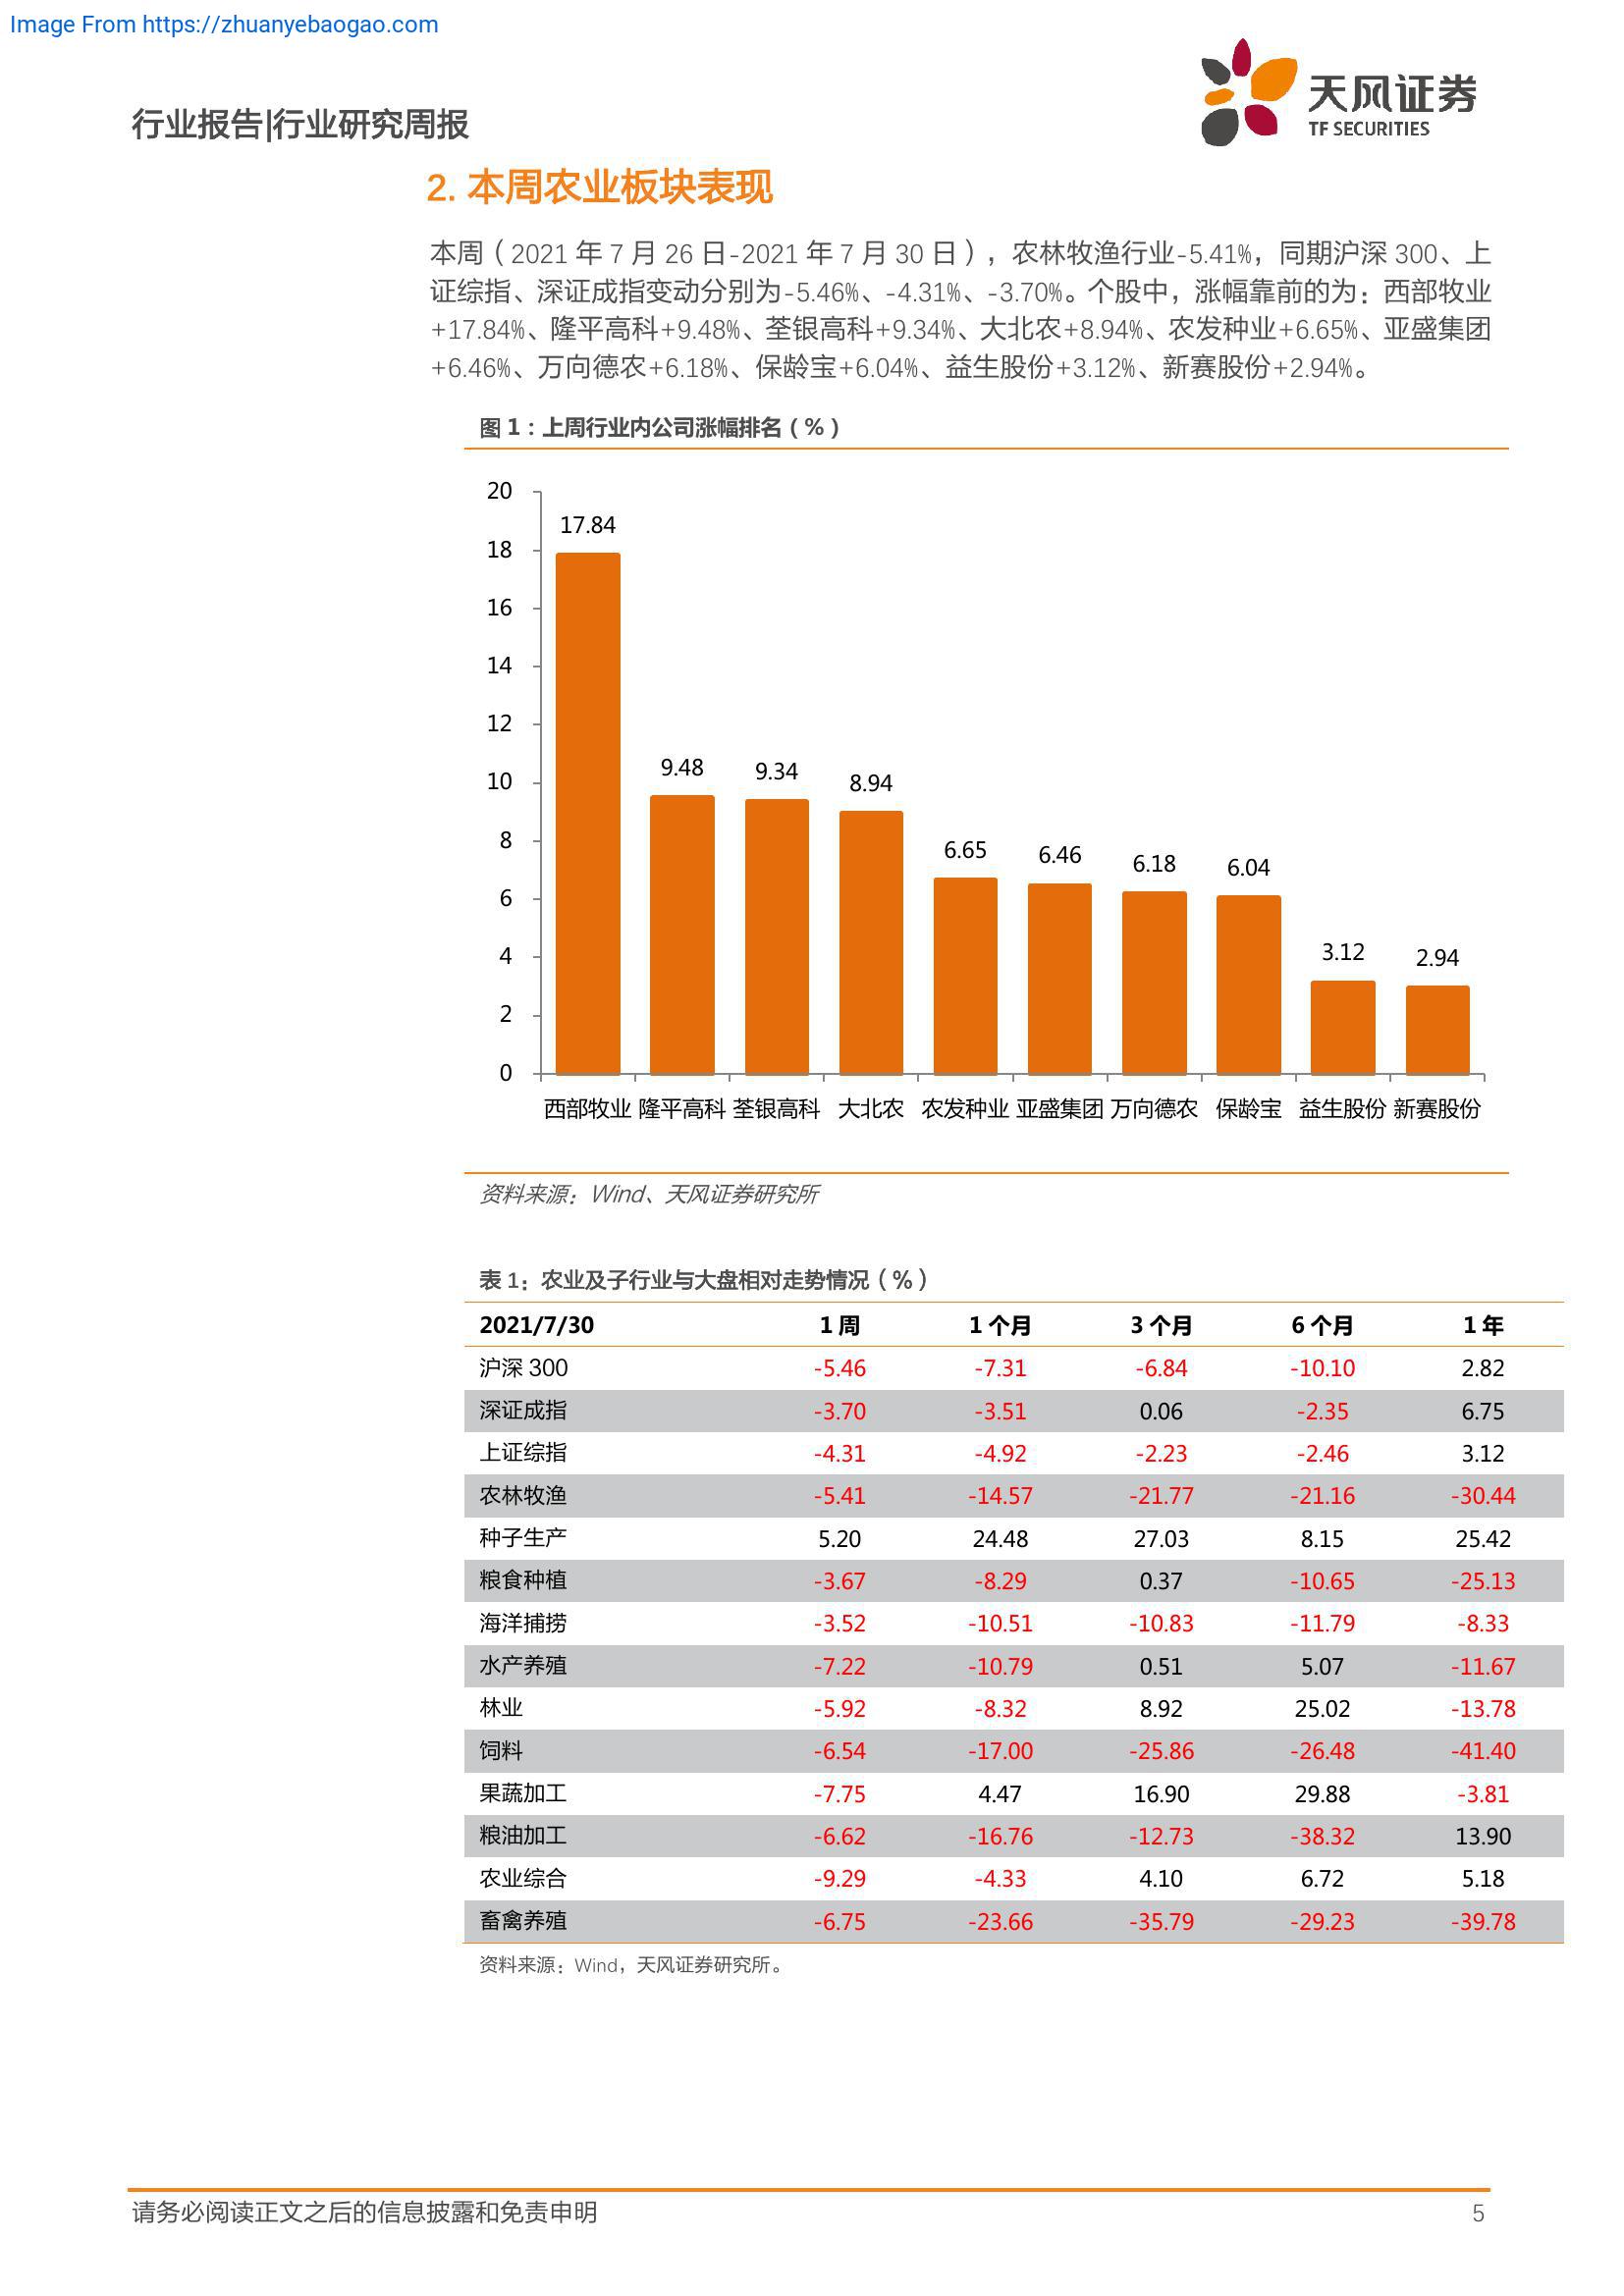 Image From https://zhuanyebaogao.com
天风证券
TF SECURITIES
行业报告|行业研究周报
2. 本周农业板块表现
本周（2021 年 7 月 26 日-2021 年 7 月 30 日），农林牧渔行业-5.41%，同期沪深 300、上
证综指、深证成指变动分别为-5.46%、-4.31%、-3.70%。个股中，涨幅靠前的为：西部牧业
+17.84%、隆平高科+9.48%、荃银高科+9.34%、大北农+8.94%、农发种业+6.65%、亚盛集团
+6.46%、万向德农+6.18%、保龄宝+6.04%、益生股份+3.12%、新赛股份+2.94%。
图 1：上周行业内公司涨幅排名（%）
20
18
16
14
12
10
8
6
4
2
0
17.84
9.48
9.34
8.94
6.65
6.46
6.18
6.04
3.12
2.94
西部牧业 隆平高科 荃银高科 大北农 农发种业 亚盛集团 万向德农 保龄宝 益生股份 新赛股份
资料来源：Wind、天风证券研究所
表 1：农业及子行业与大盘相对走势情况（%）
2021/7/30 1 周 1 个月 3 个月 6 个月 1 年
沪深 300 -5.46 -7.31 -6.84 -10.10 2.82
深证成指 -3.70 -3.51 0.06 -2.35 6.75
上证综指 -4.31 -4.92 -2.23 -2.46 3.12
农林牧渔 -5.41 -14.57 -21.77 -21.16 -30.44
种子生产 5.20 24.48 27.03 8.15 25.42
粮食种植 -3.67 -8.29 0.37 -10.65 -25.13
海洋捕捞 -3.52 -10.51 -10.83 -11.79 -8.33
水产养殖 -7.22 -10.79 0.51 5.07 -11.67
林业 -5.92 -8.32 8.92 25.02 -13.78
饲料 -6.54 -17.00 -25.86 -26.48 -41.40
果蔬加工 -7.75 4.47 16.90 29.88 -3.81
粮油加工 -6.62 -16.76 -12.73 -38.32 13.90
农业综合 -9.29 -4.33 4.10 6.72 5.18
畜禽养殖 -6.75 -23.66 -35.79 -29.23 -39.78
资料来源：Wind，天风证券研究所。
请务必阅读正文之后的信息披露和免责申明 5